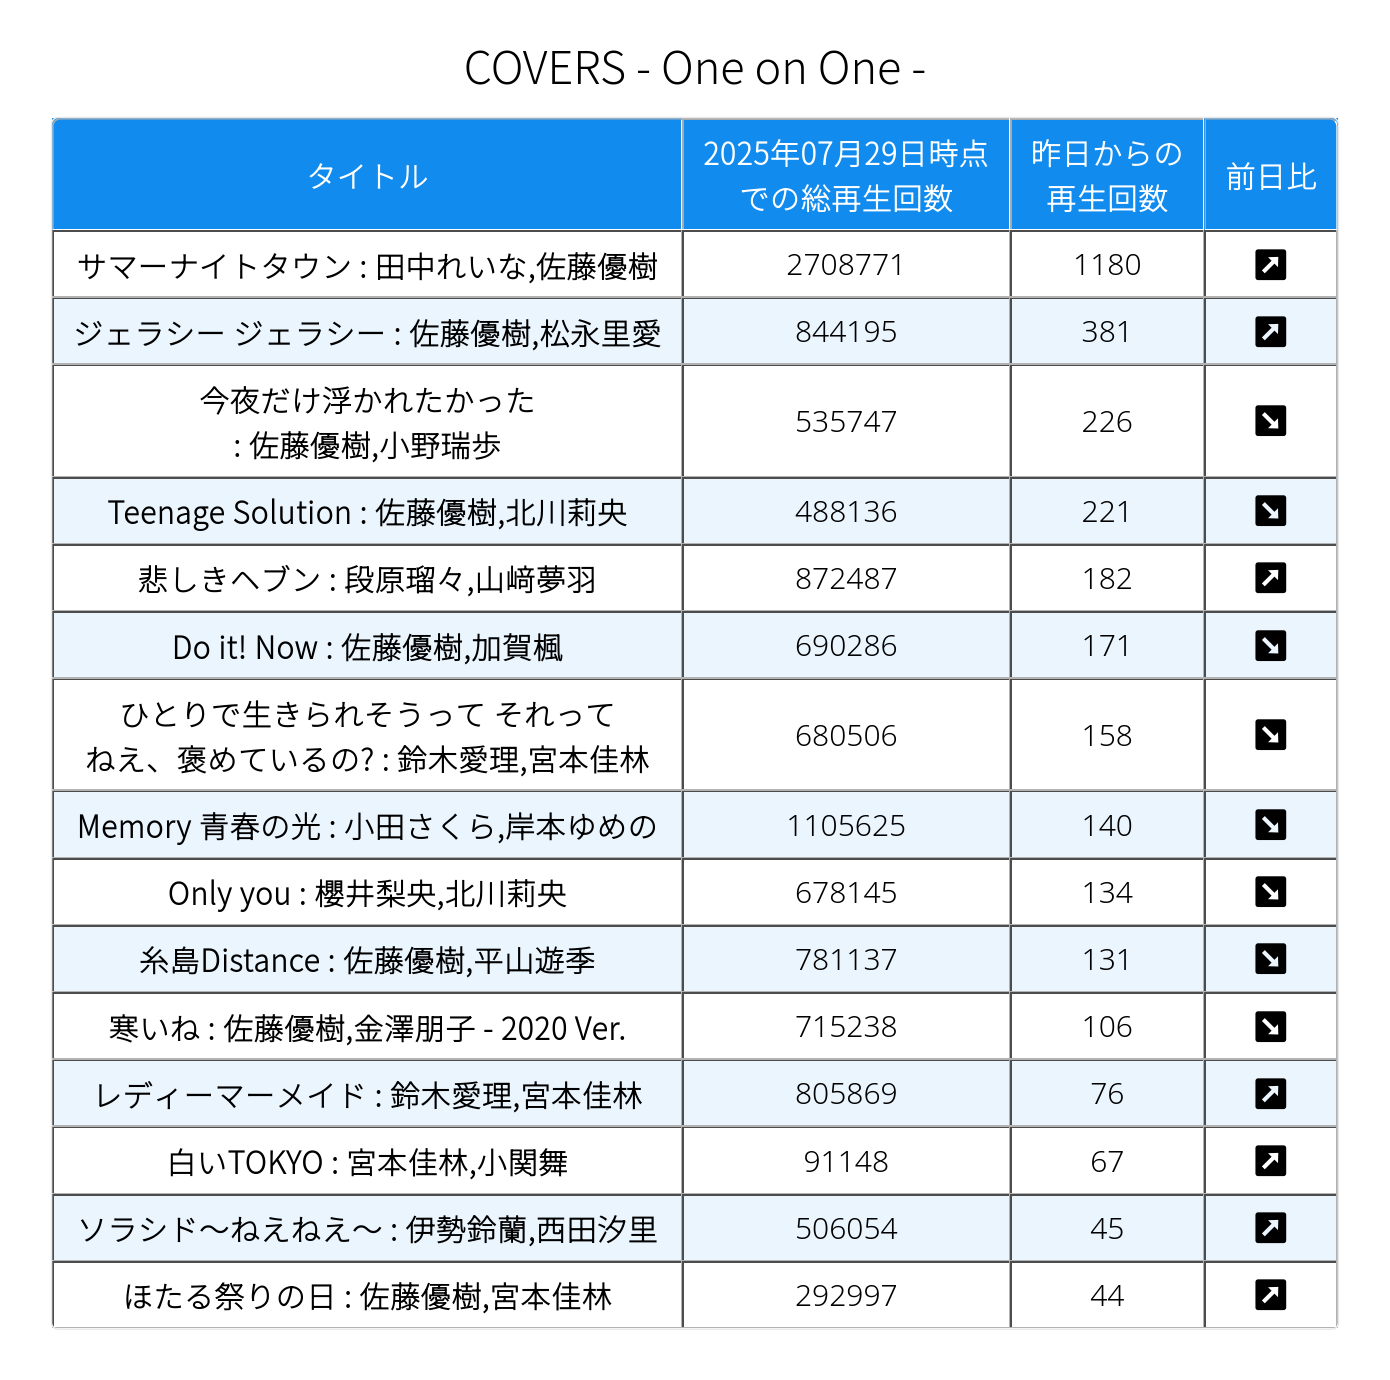 COVERS - One on One -
タイトル
2025年07月29日時点
での総再生回数
昨日からの
再生回数
前日比
サマーナイトタウン : 田中れいな,佐藤優樹 2708771 1180
ジェラシー ジェラシー : 佐藤優樹,松永里愛 844195 381
今夜だけ浮かれたかった
: 佐藤優樹,小野瑞歩 535747 226
Teenage Solution : 佐藤優樹,北川莉央 488136 221
悲しきヘブン : 段原瑠々,山﨑夢羽 872487 182
Do it! Now : 佐藤優樹,加賀楓 690286 171
ひとりで生きられそうって それって
ねえ、褒めているの? : 鈴木愛理,宮本佳林 680506 158
Memory 青春の光 : 小田さくら,岸本ゆめの 1105625 140
Only you : 櫻井梨央,北川莉央 678145 134
糸島Distance : 佐藤優樹,平山遊季 781137 131
寒いね : 佐藤優樹,金澤朋子 - 2020 Ver. 715238 106
レディーマーメイド : 鈴木愛理,宮本佳林 805869 76
白いTOKYO : 宮本佳林,小関舞 91148 67
ソラシド～ねえねえ～ : 伊勢鈴蘭,西田汐里 506054 45
ほたる祭りの日 : 佐藤優樹,宮本佳林 292997 44